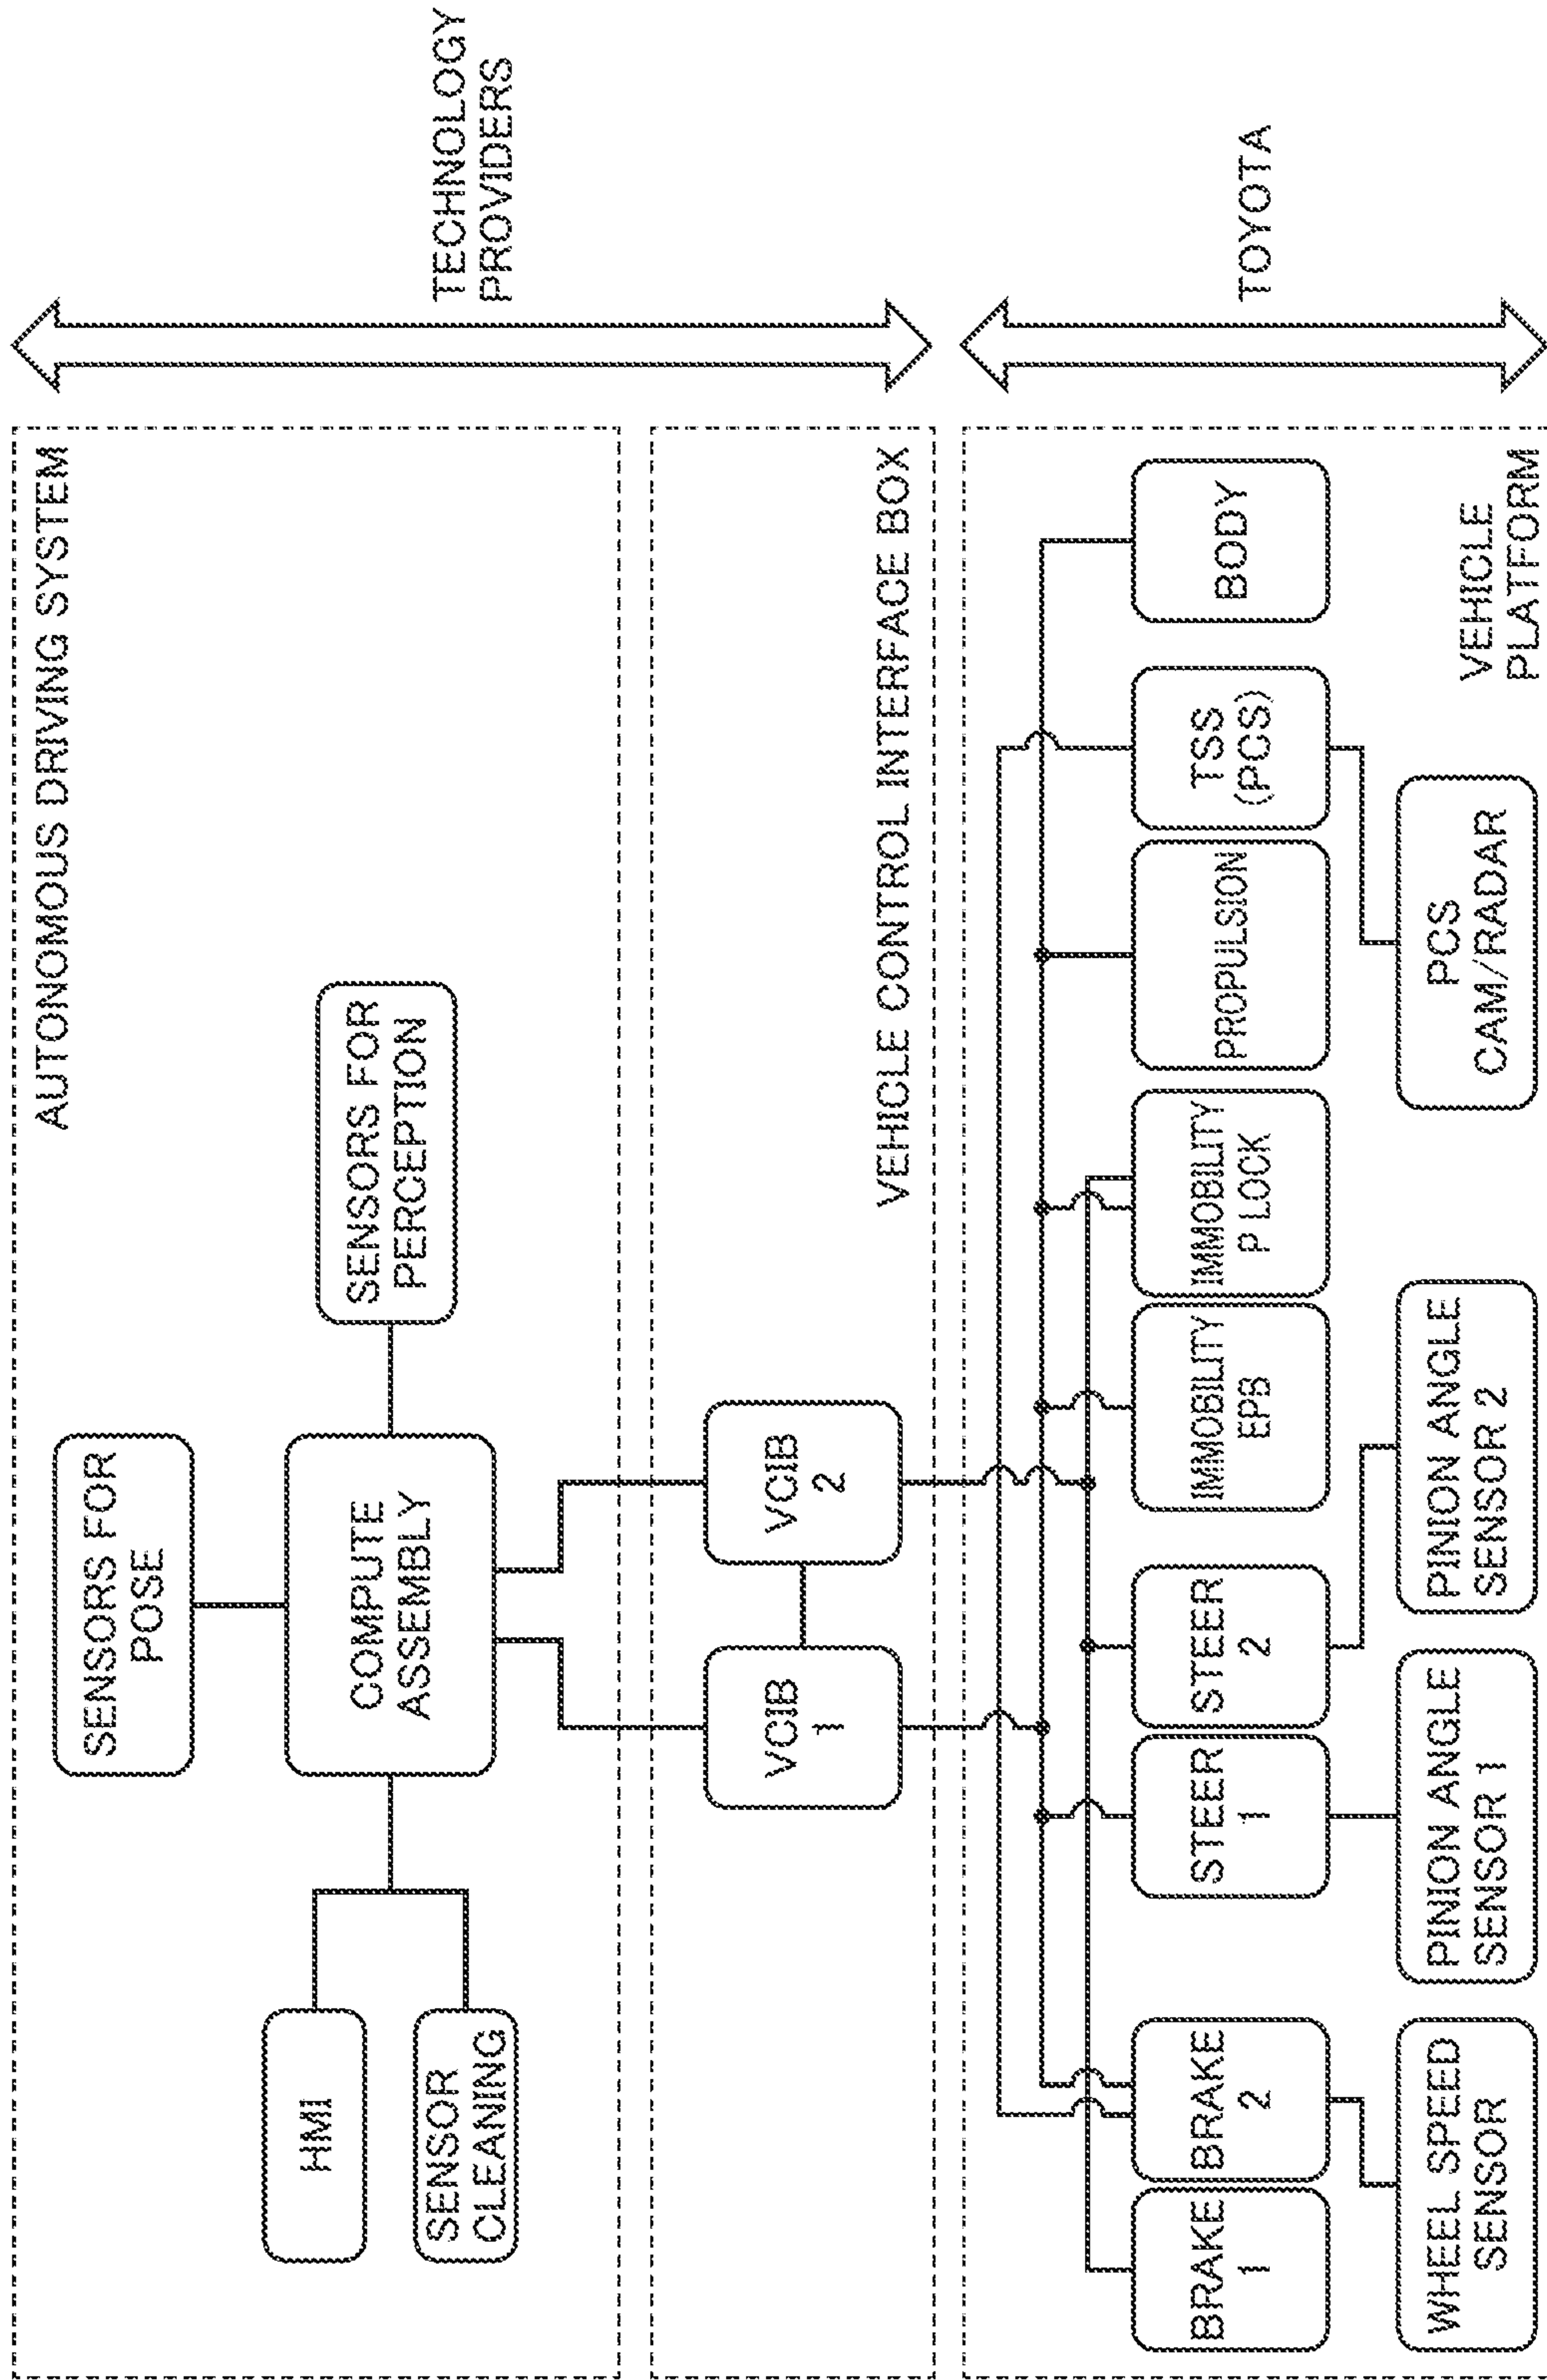 AUTONOMOUS DRIVING SYSTEM
SENSORS FOR
POSE
HMI
SENSOR
CLEANING
COMPUTE
ASSEMBLY
SENSORS FOR
PERCEPTION
TECHNOLOGY
PROVIDERS
VCIB
1
VCIB
2
VEHICLE CONTROL INTERFACE BOX
BRAKE
1
BRAKE
2
STEER
1
STEER
2
IMMOBILITY
EPB
IMMOBILITY
P LOCK
PROPULSION
TSS
(PCS)
BODY
TOYOTA
WHEEL SPEED
SENSOR
PINION ANGLE
SENSOR 1
PINION ANGLE
SENSOR 2
PCS
CAM/RADAR
VEHICLE
PLATFORM